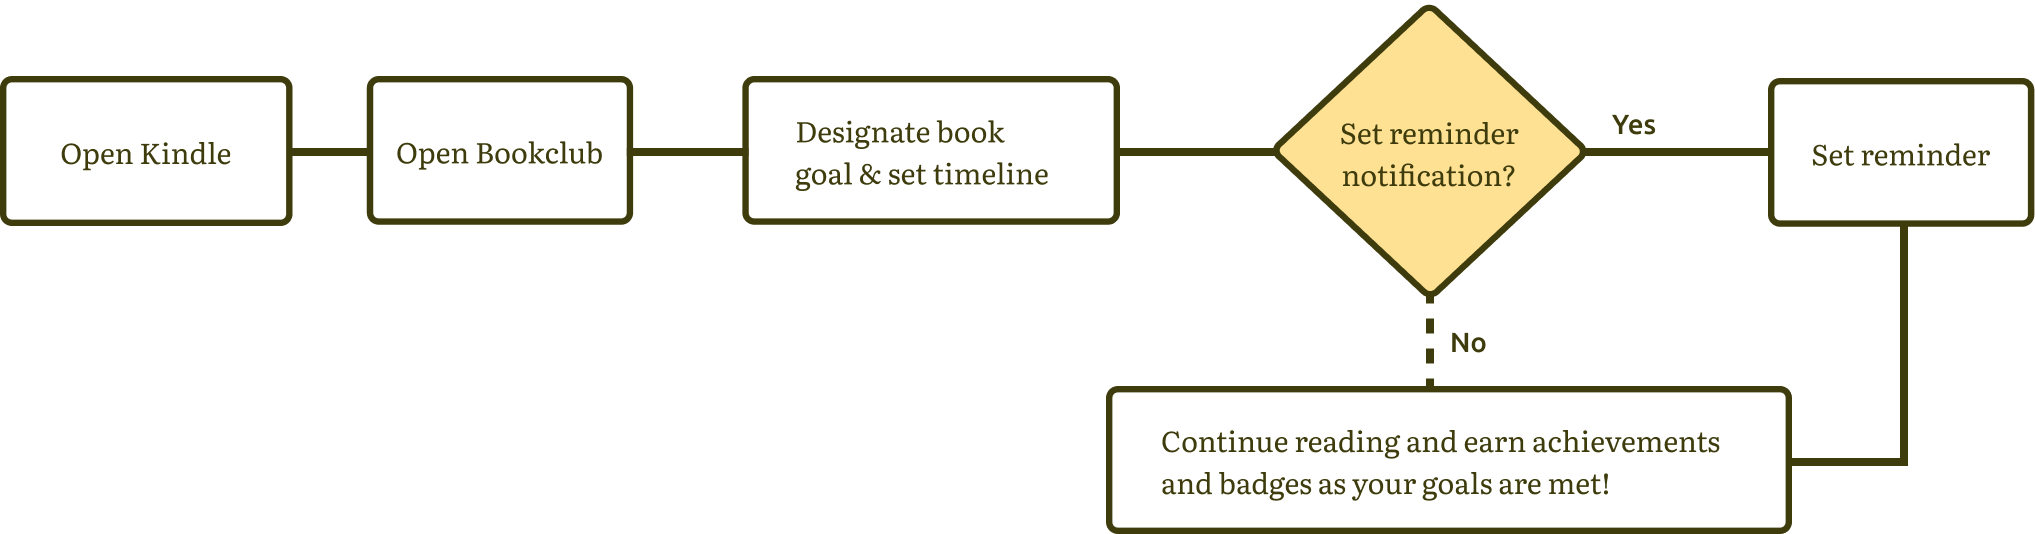 Open Kindle
Open Bookclub
Designate book
goal & set timeline
Set reminder
notification?
Yes
Set reminder
No
Continue reading and earn achievements
and badges as your goals are met!